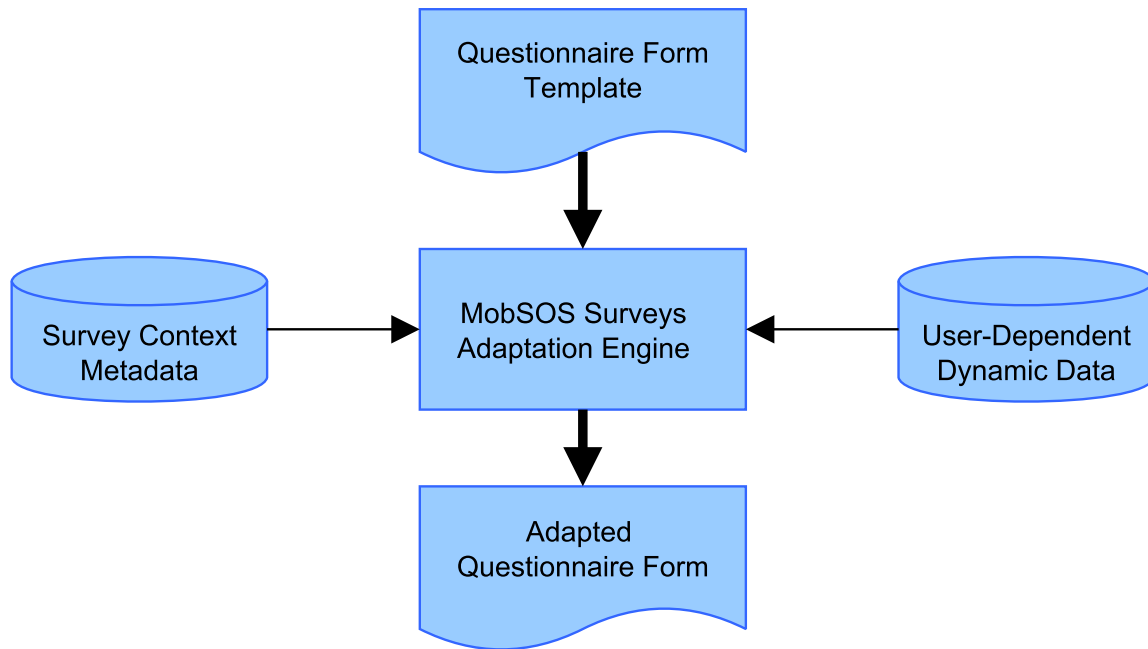 Questionnaire Form
Template
Survey Context
Metadata
MobSOS Surveys
Adaptation Engine
User-Dependent
Dynamic Data
Adapted
Questionnaire Form